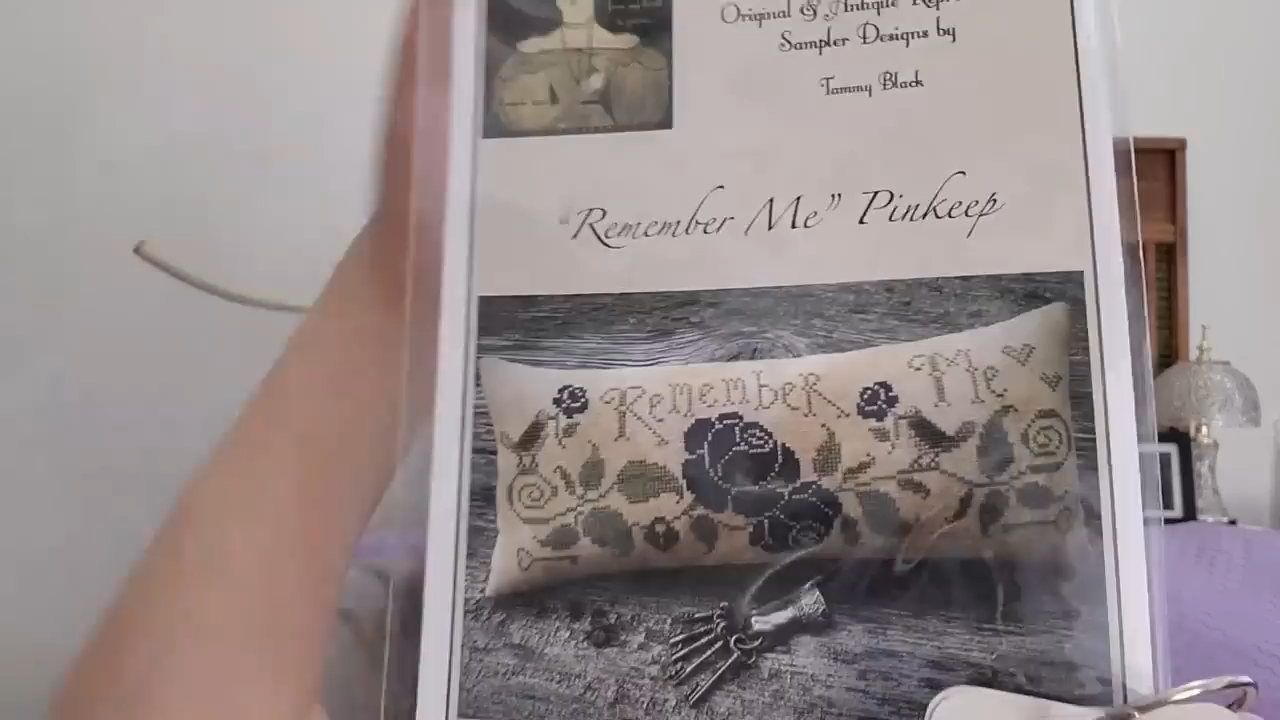 Original & Antique
Sampler Designs by
Tammy Black
"Remember Me" Pinkeep
Remember Me